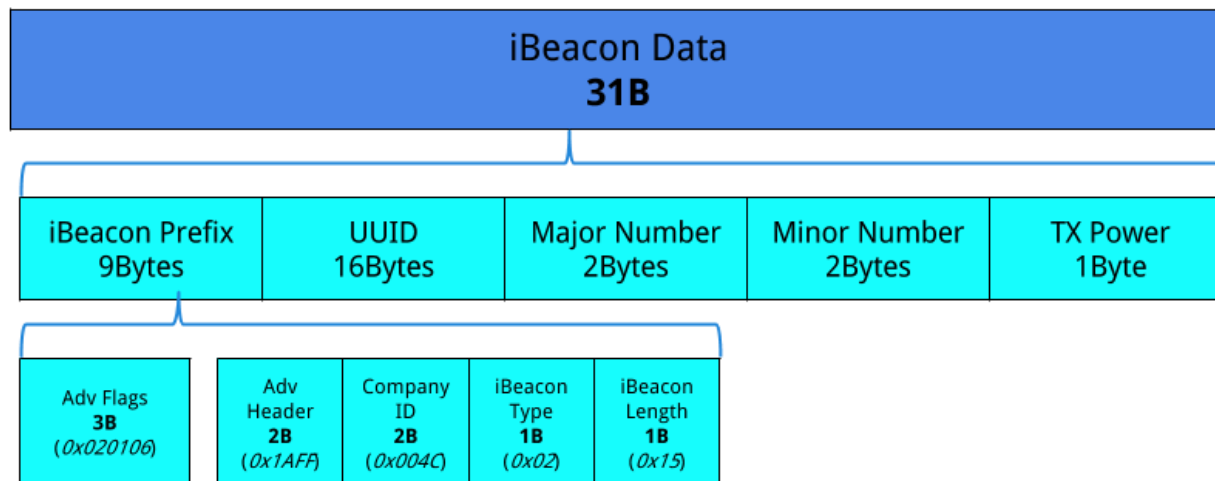 iBeacon Data
31B
iBeacon Prefix
9Bytes
UUID
16Bytes
Major Number
2Bytes
Minor Number
2Bytes
TX Power
1Byte
Adv Flags
3B
(0x020106)
Adv
Header
2B
(0x1AFF)
Company
ID
2B
(0x004C)
iBeacon
Type
1B
(0x02)
iBeacon
Length
1B
(0x15)